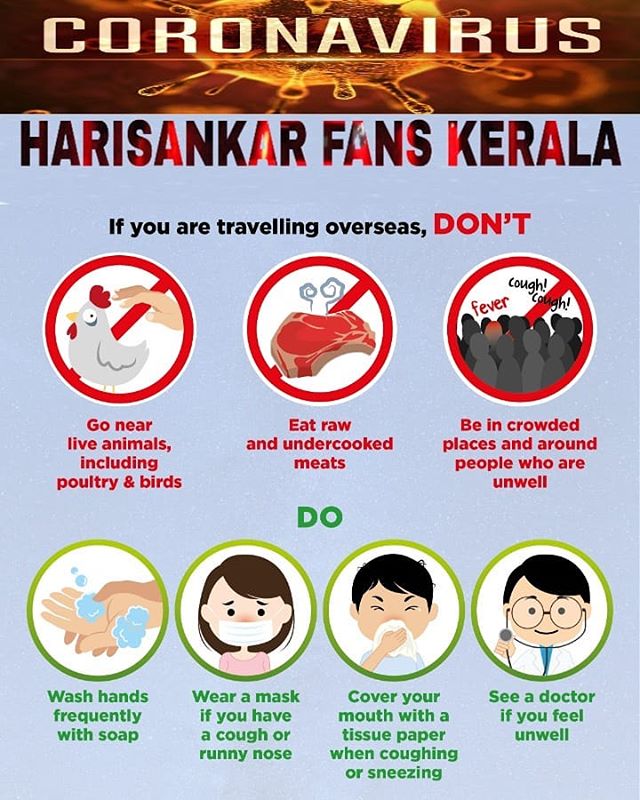 CORONAVIRUS
HARISANKAR FANS KERALA
If you are travelling overseas, DON'T
cough!
fever cough!
Go near
live animals,
including
poultry & birds
Eat raw
and undercooked
meats
Be in crowded
places and around
people who are
unwell
DO
Wash hands
frequently
with soap
Wear a mask
if you have
a cough or
runny nose
Cover your
mouth with a
tissue paper
when coughing
or sneezing
See a doctor
if you feel
unwell